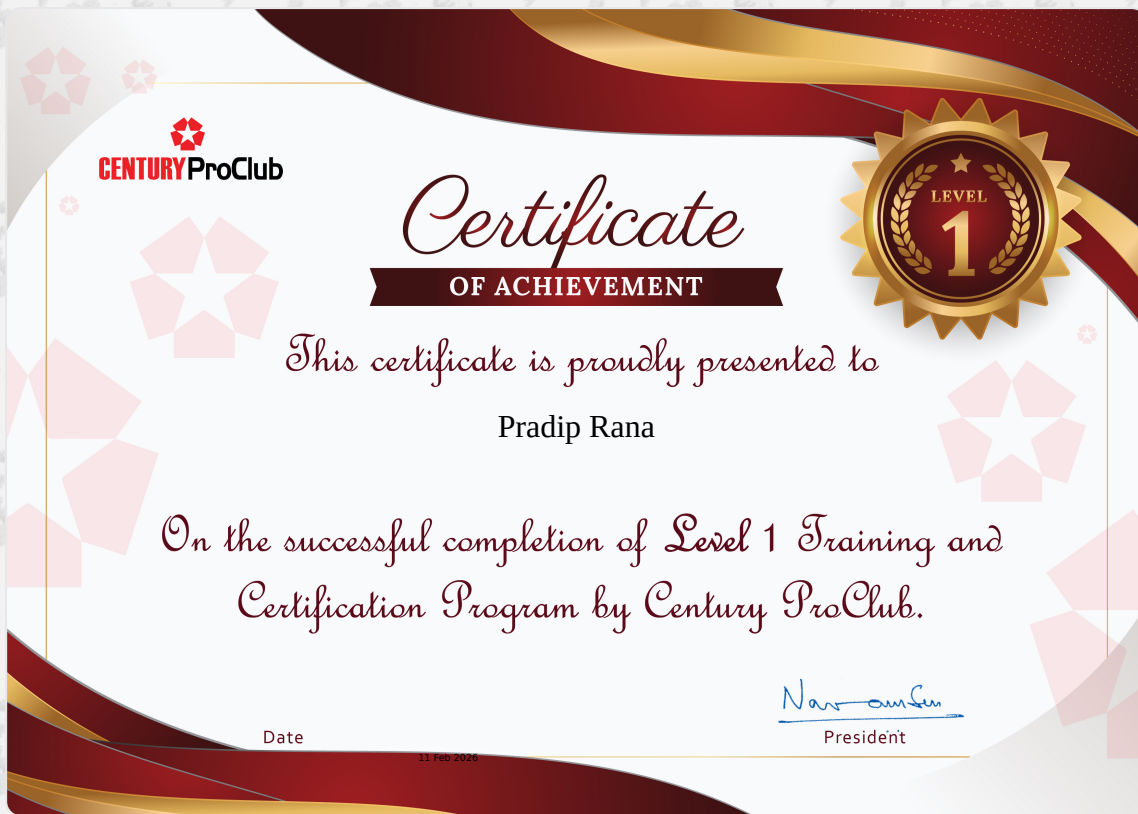 CENTURY ProClub
LEVEL
1
Certificate
OF ACHIEVEMENT
This certificate is proudly presented to
Pradip Rana
On the successful completion of Level 1 Training and
Certification Program by Century ProClub.
Date
President
11 Feb 2026